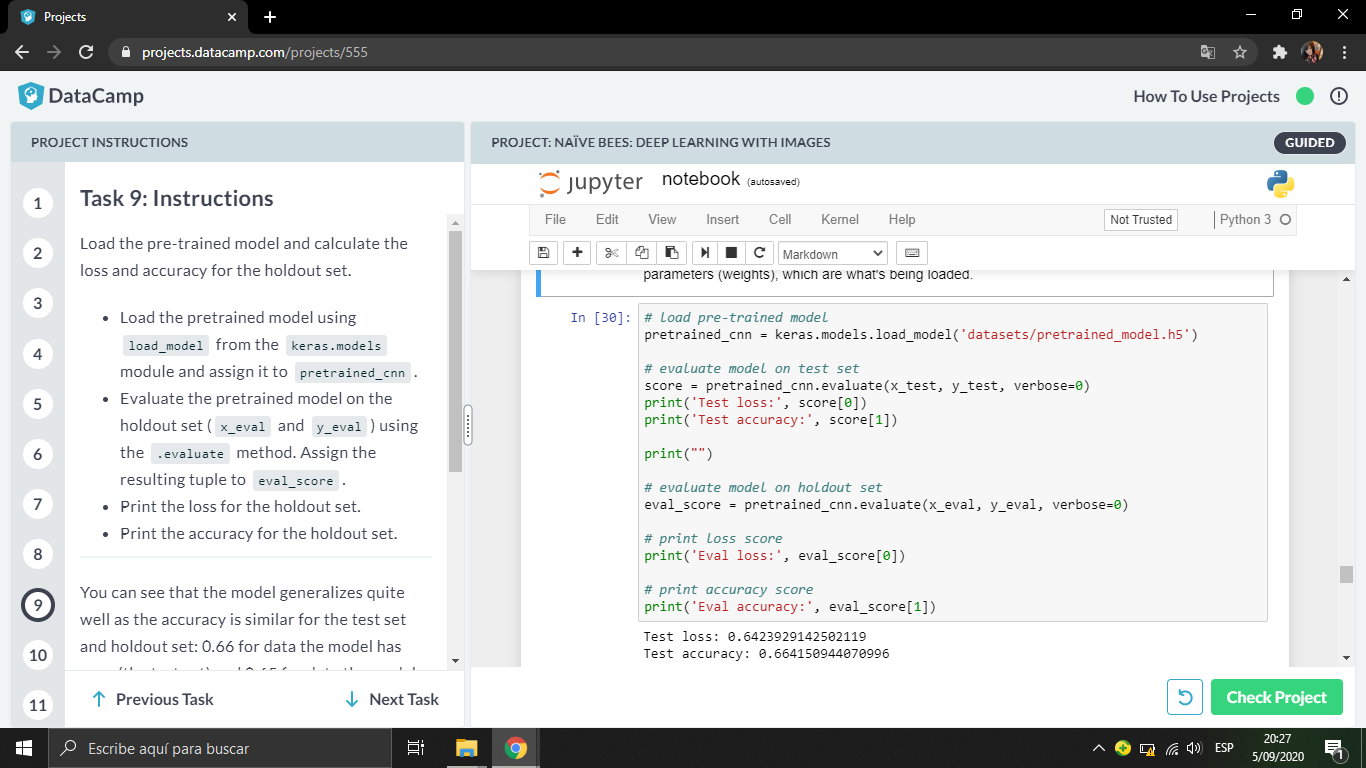 Projects
projects.datacamp.com/projects/555
DataCamp
How To Use Projects
PROJECT INSTRUCTIONS
1
2
3
4
5
6
7
8
9
10
11
Task 9: Instructions
Load the pre-trained model and calculate the
loss and accuracy for the holdout set.
• Load the pretrained model using
load_model from the keras.models
module and assign it to pretrained_cnn .
• Evaluate the pretrained model on the
holdout set ( x_eval and y_eval ) using
the .evaluate method. Assign the
resulting tuple to eval_score .
• Print the loss for the holdout set.
• Print the accuracy for the holdout set.
You can see that the model generalizes quite
well as the accuracy is similar for the test set
and holdout set: 0.66 for data the model has
Previous Task
Next Task
PROJECT: NAÏVE BEES: DEEP LEARNING WITH IMAGES
GUIDED
jupyter notebook (autosaved)
File Edit View Insert Cell Kernel Help
Not Trusted
Python 3
Markdown
parameters (weights), which are what's being loaded.
In [30]: # load pre-trained model
pretrained_cnn = keras.models.load_model('datasets/pretrained_model.h5')
# evaluate model on test set
score = pretrained_cnn.evaluate(x_test, y_test, verbose=0)
print('Test loss:', score[0])
print('Test accuracy:', score[1])
print("")
# evaluate model on holdout set
eval_score = pretrained_cnn.evaluate(x_eval, y_eval, verbose=0)
# print loss score
print('Eval loss:', eval_score[0])
# print accuracy score
print('Eval accuracy:', eval_score[1])
Test loss: 0.6423929142502119
Test accuracy: 0.664150944070996
Check Project
Escribe aquí para buscar
ESP
20:27
5/09/2020
1